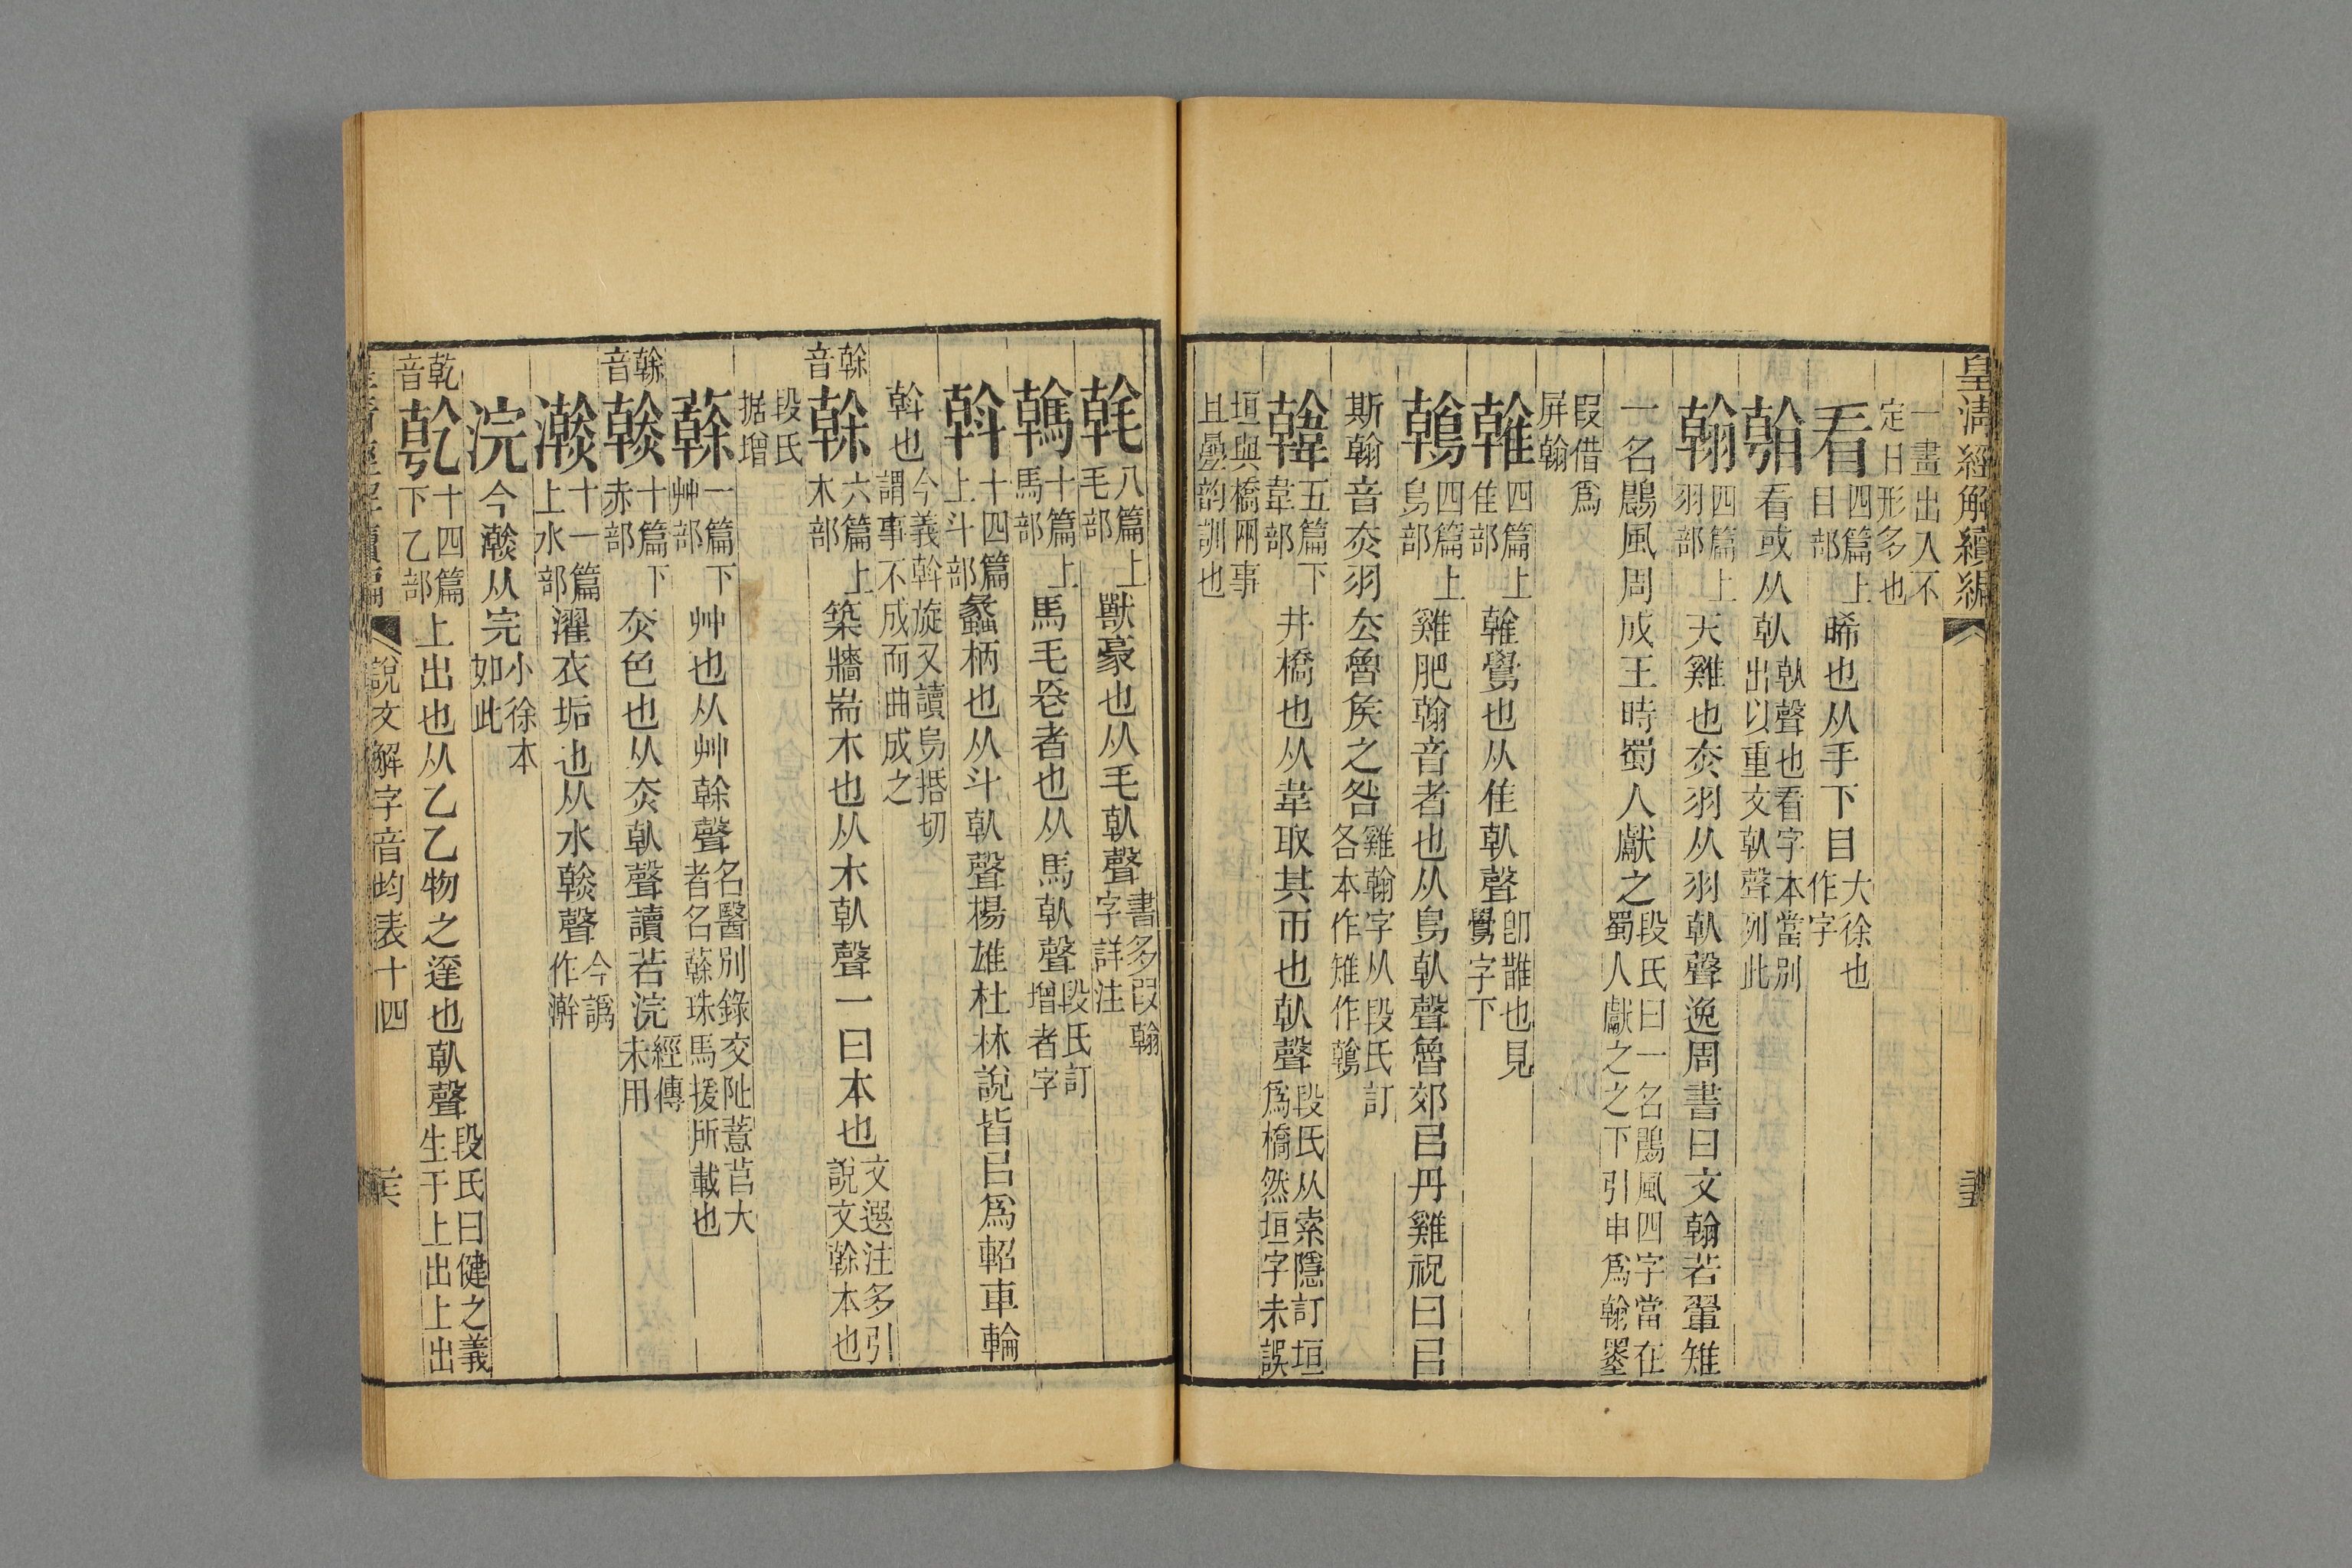 皇淸經解續編
一畫出入不
定日形多也
看四篇上目部睎也从手下目大徐也作字
𥍉看或从倝倝聲也看字本當別出以重文倝聲列此
翰四篇上羽部天雞也赤羽从羽倝聲逸周書曰文翰若翬雉
一名鷐風周成王時蜀人獻之段氏曰一名鷐風四字當在蜀人獻之之下引申爲翰墨
叚借爲屏翰
雗四篇上隹部雗鷽也从隹倝聲卽雗也見鷽字下
鶾四篇上鳥部雞肥翰音者也从鳥倝聲魯郊㠯丹雞祝曰㠯
斯翰音赤羽去魯矦之咎雞翰字从段氏訂各本作雉作鶾
韓五篇下韋部井橋也从韋取其帀也倝聲段氏从索隱訂垣爲橋然垣字未誤
垣與橋兩事
且疊韵訓也
毛部八篇上獸豪也从毛倝聲書多叚翰字詳注
馬部十篇上馬毛𠔉者也从馬倝聲段氏訂增者字
斡十四篇上斗部蠡柄也从斗倝聲楊雄杜林說皆㠯爲軺車輪
斡也今義斡旋又讀烏捾切謂事不成而曲成之
榦音榦六篇上木部築牆耑木也从木倝聲一曰本也文選注多引說文榦本也
段氏据增
一篇下艸部艸也从艸榦聲名醫別錄交阯薏苢大者名䔿珠馬援所載也
榦音𧹳十篇下赤部赤色也从赤倝聲讀若浣經傳未用
十一篇上水部濯衣垢也从水𧹳聲今譌作澣
浣今𤄷从完小徐本如此
乾音乾十四篇下乙部上出也从乙乙物之達也倝聲段氏曰健之義生于上出上出
說文解字音均表十四